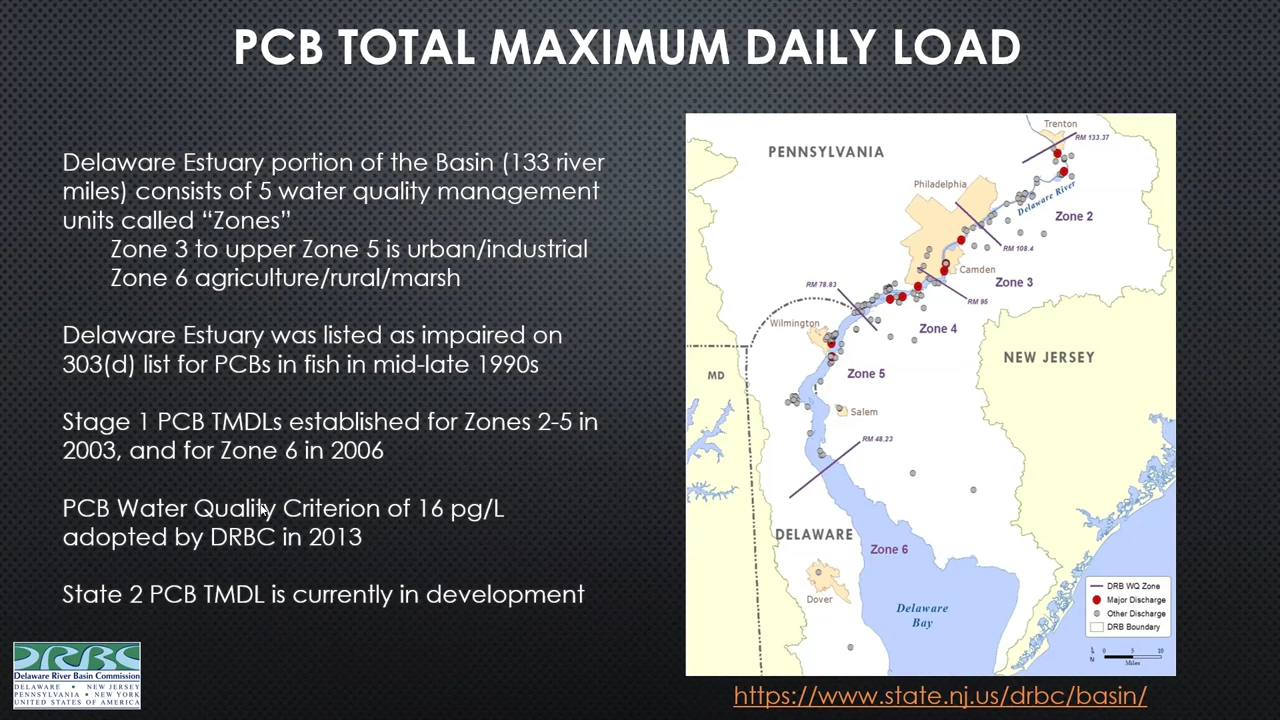 PCB TOTAL MAXIMUM DAILY LOAD
Delaware Estuary portion of the Basin (133 river
miles) consists of 5 water quality management
units called “Zones”
Zone 3 to upper Zone 5 is urban/industrial
Zone 6 agriculture/rural/marsh
Delaware Estuary was listed as impaired on
303(d) list for PCBs in fish in mid-late 1990s
Stage 1 PCB TMDLs established for Zones 2-5 in
2003, and for Zone 6 in 2006
PCB Water Quality Criterion of 16 pg/L
adopted by DRBC in 2013
State 2 PCB TMDL is currently in development
DRBC
Delaware River Basin Commission
DELAWARE • NEW JERSEY
PENNSYLVANIA • NEW YORK
UNITED STATES OF AMERICA
Trenton
RM 133.37
PENNSYLVANIA
Philadelphia
Delaware River
Zone 2
RM 108.4
Camden
Zone 3
RM 78.83
RM 95
Wilmington
Zone 4
NEW JERSEY
MD
Zone 5
Salem
RM 48.23
DELAWARE
Zone 6
Dover
Delaware
Bay
DRB WQ Zone
Major Discharge
Other Discharge
DRB Boundary
N
0 5 10
Miles
https://www.state.nj.us/drbc/basin/